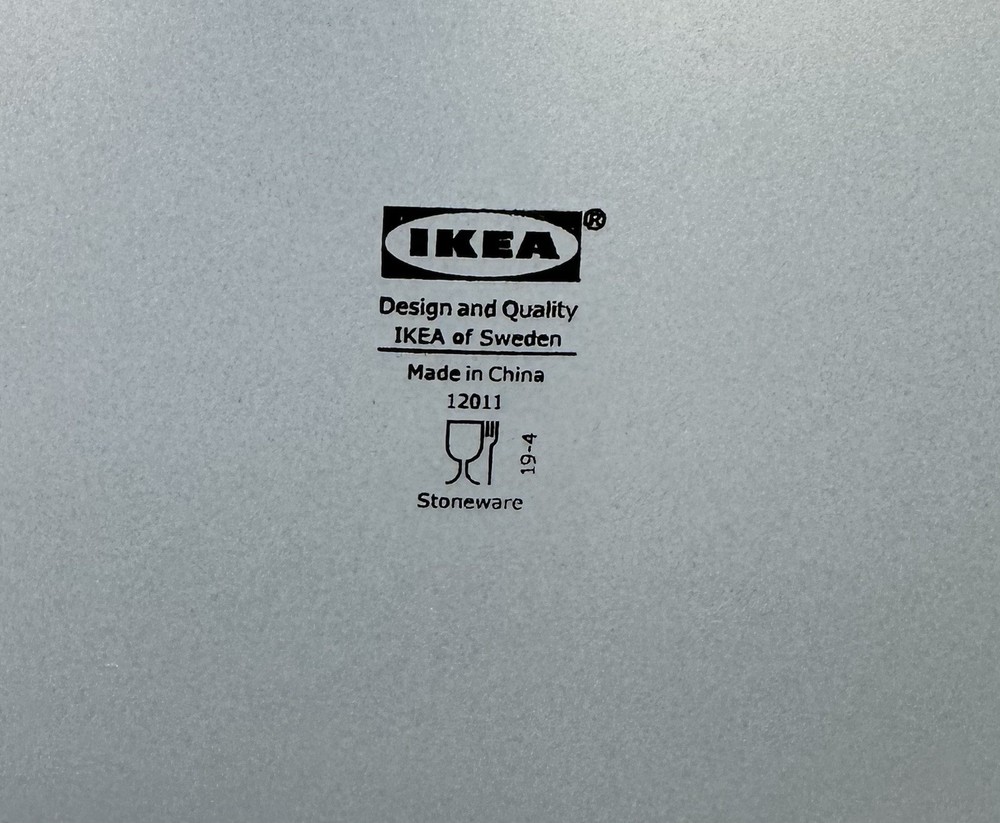 IKEA®
Design and Quality
IKEA of Sweden
Made in China
12011
19-4
Stoneware